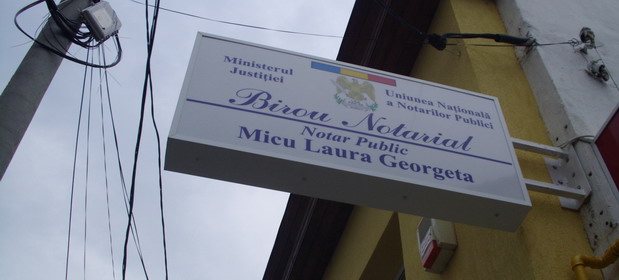 Ministerul
Justiției
Uniunea Națională
a Notarilor Publici
Birou Notarial
Notar Public
Micu Laura Georgeta